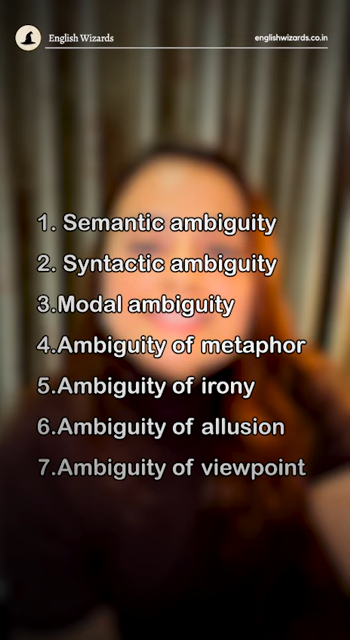 English Wizards
englishwizards.co.in
1. Semantic ambiguity
2. Syntactic ambiguity
3.Modal ambiguity
4.Ambiguity of metaphor
5.Ambiguity of irony
6.Ambiguity of allusion
7.Ambiguity of viewpoint